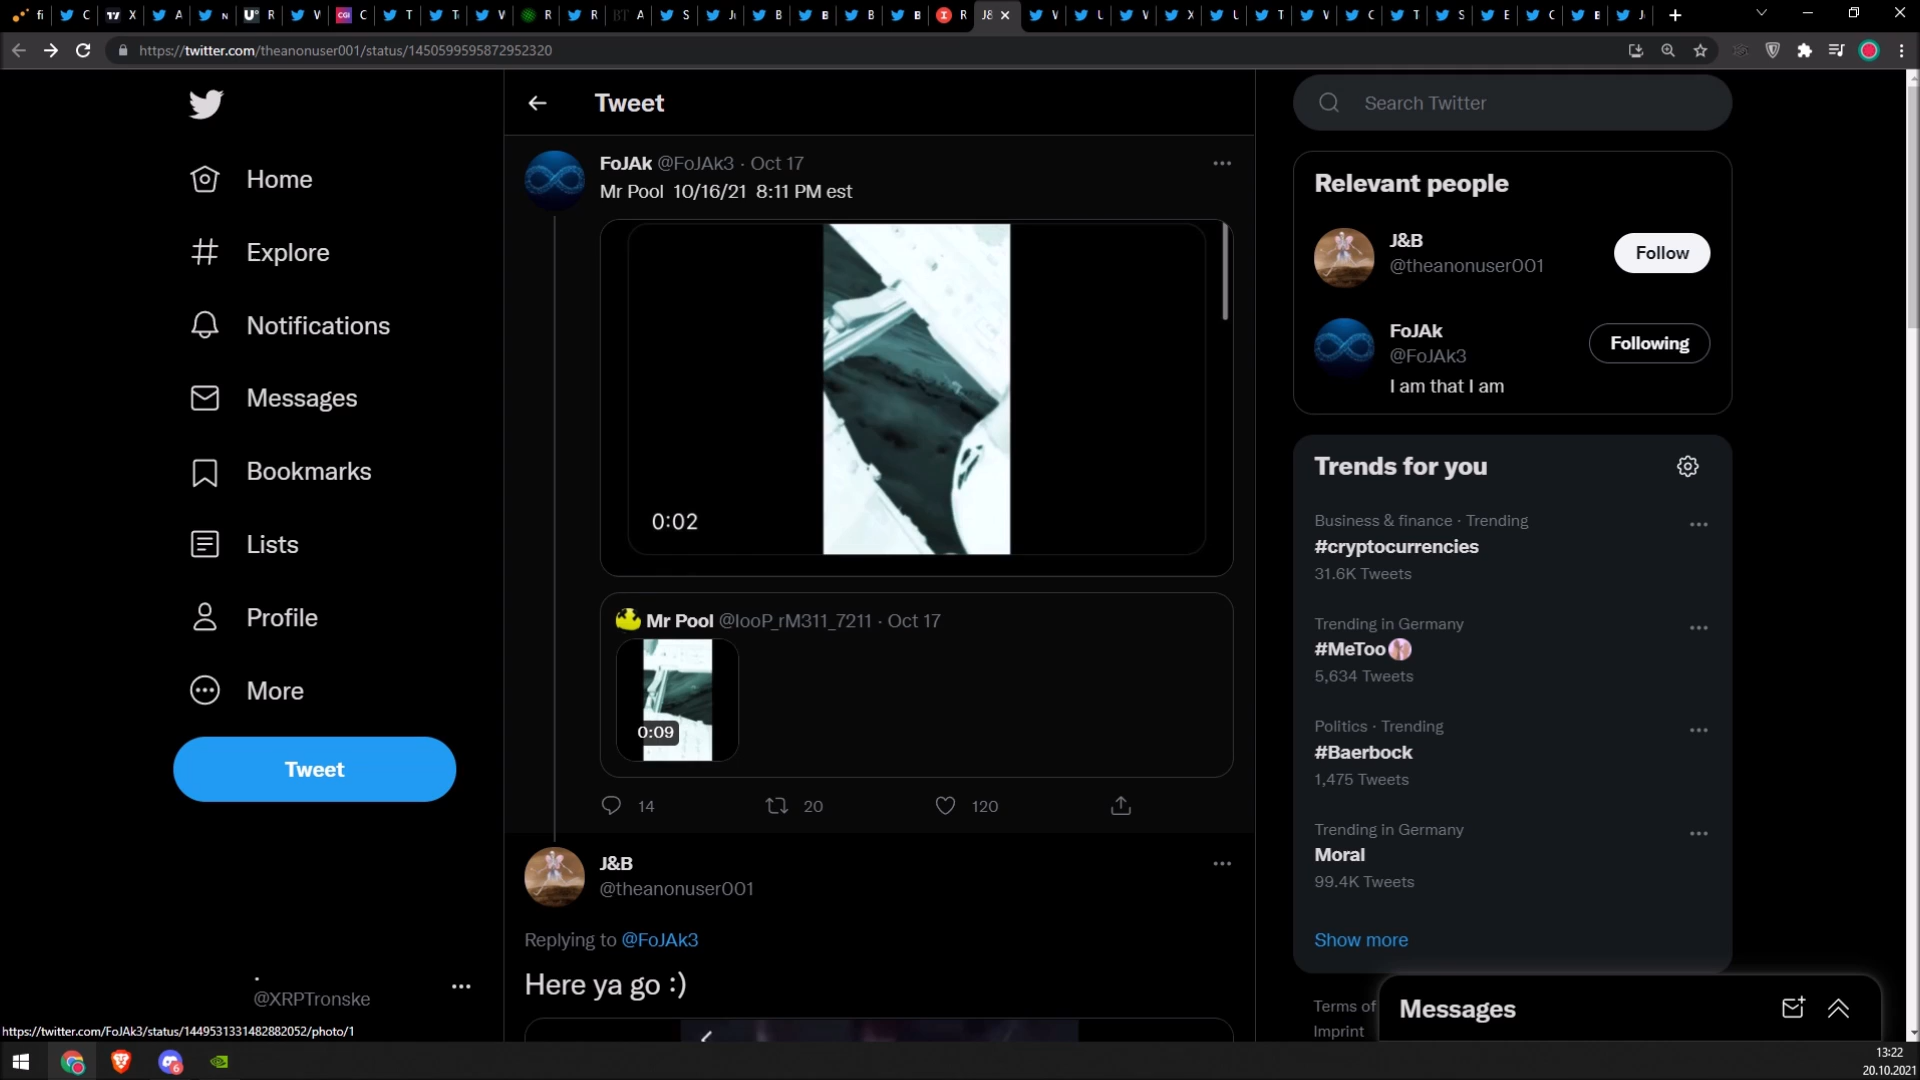 fi C X A n R V C T T V R R A S J B B B B R J& V U V X U T V C T S E C E J
https://twitter.com/theanonuser001/status/1450599595872952320
Tweet
Search Twitter
Home
Explore
Notifications
Messages
Bookmarks
Lists
Profile
More
Tweet
.
@XRPTronske
FoJAk @FoJAk3 · Oct 17
Mr Pool 10/16/21 8:11 PM est
0:02
Mr Pool @looP_rM311_7211 · Oct 17
0:09
14 20 120
J&B
@theanonuser001
Replying to @FoJAk3
Here ya go :)
Relevant people
J&B
@theanonuser001
Follow
FoJAk
@FoJAk3
Following
I am that I am
Trends for you
Business & finance · Trending
#cryptocurrencies
31.6K Tweets
Trending in Germany
#MeToo
5,634 Tweets
Politics · Trending
#Baerbock
1,475 Tweets
Trending in Germany
Moral
99.4K Tweets
Show more
Terms of
Imprint
Messages
https://twitter.com/FoJAk3/status/1449531331482882052/photo/1
6
13:22
20.10.2021